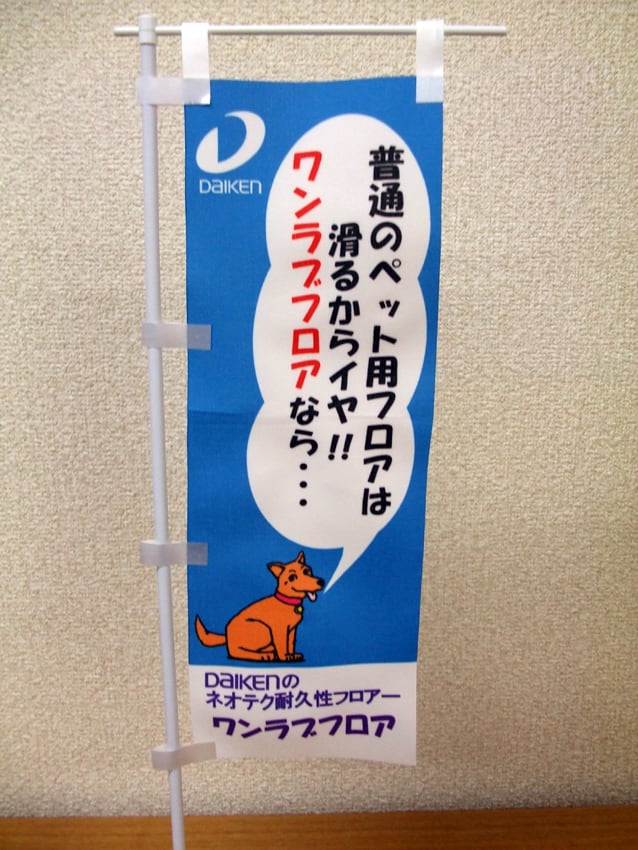 DAIKEN
普通のペット用フロアは
滑るからイヤ!!
ワンラブフロアなら・・・
DAIKENの
ネオテク耐久性フロアー
ワンラブフロア